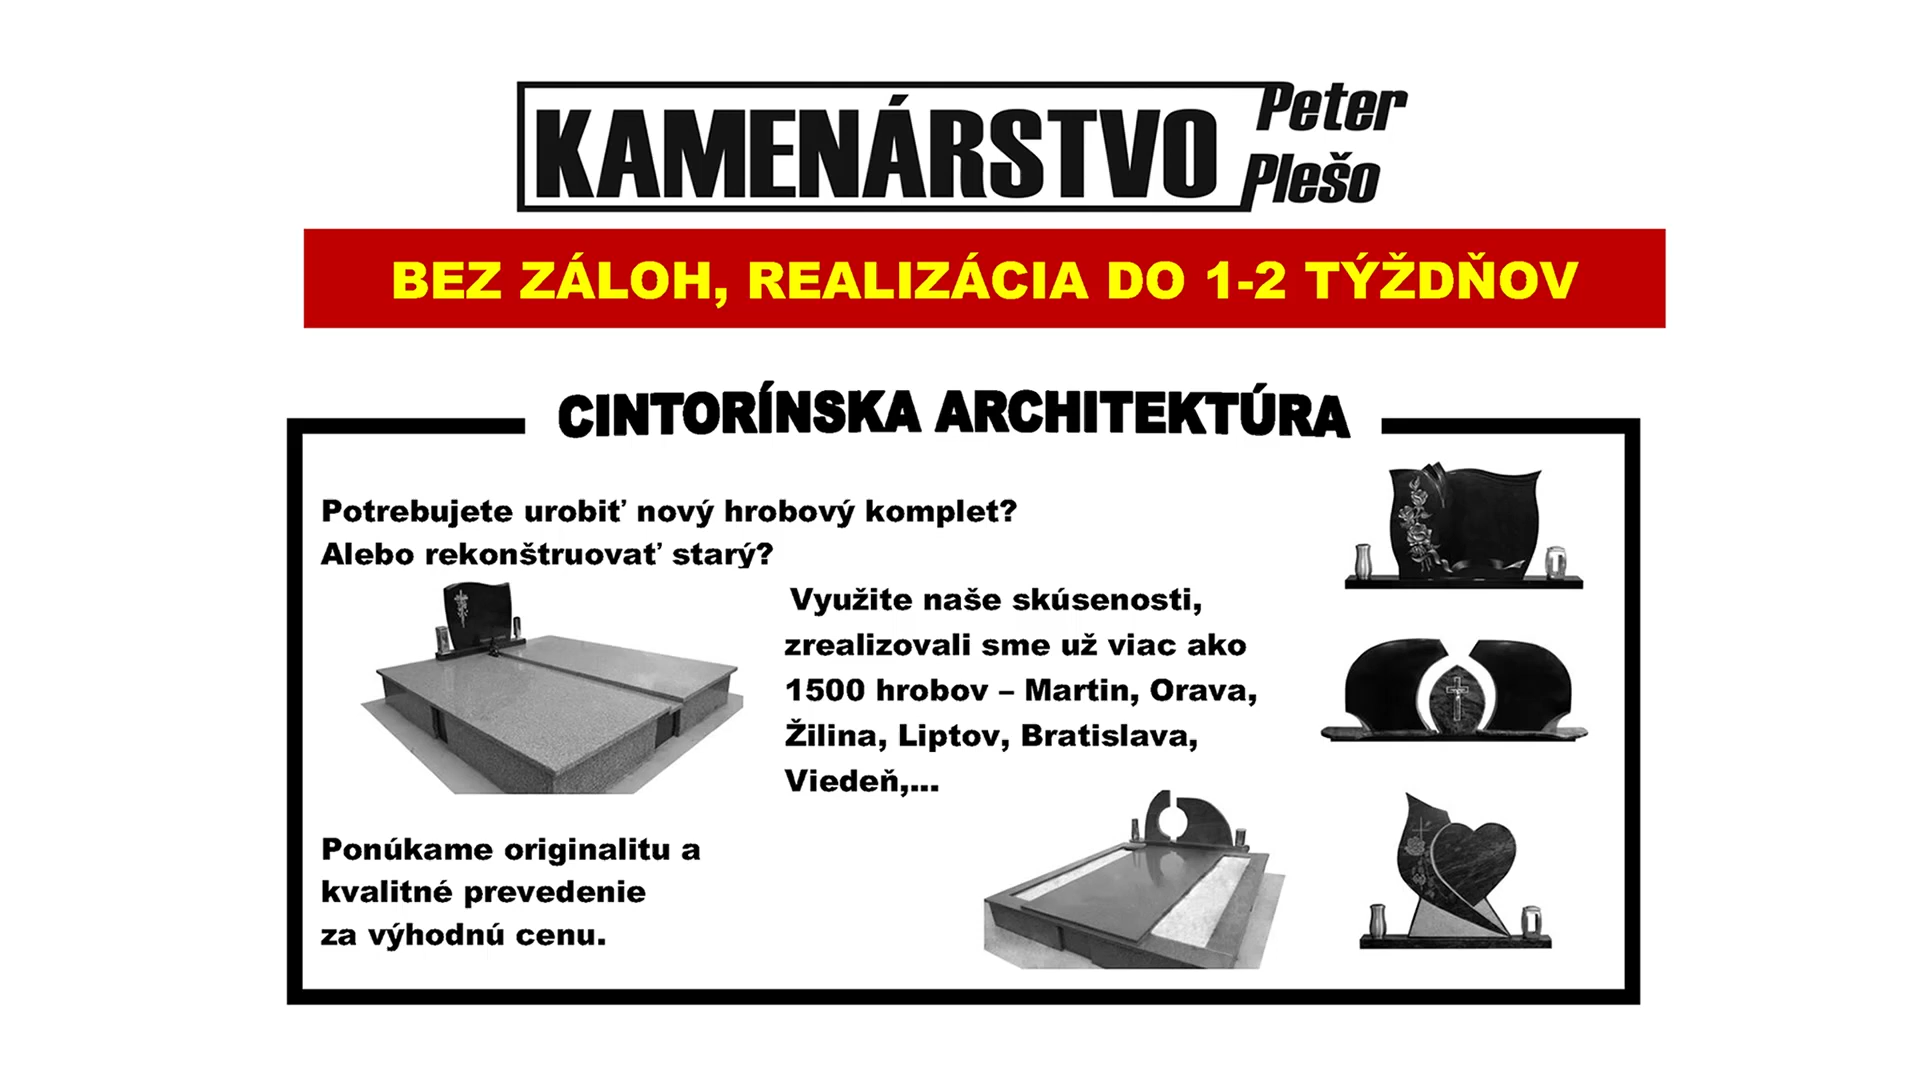 KAMENÁRSTVO Peter Plešo
BEZ ZÁLOH, REALIZÁCIA DO 1-2 TÝŽDŇOV
CINTORÍNSKA ARCHITEKTÚRA
Potrebujete urobiť nový hrobový komplet?
Alebo rekonštruovať starý?
Využite naše skúsenosti,
zrealizovali sme už viac ako
1500 hrobov – Martin, Orava,
Žilina, Liptov, Bratislava,
Viedeň,...
Ponúkame originalitu a
kvalitné prevedenie
za výhodnú cenu.